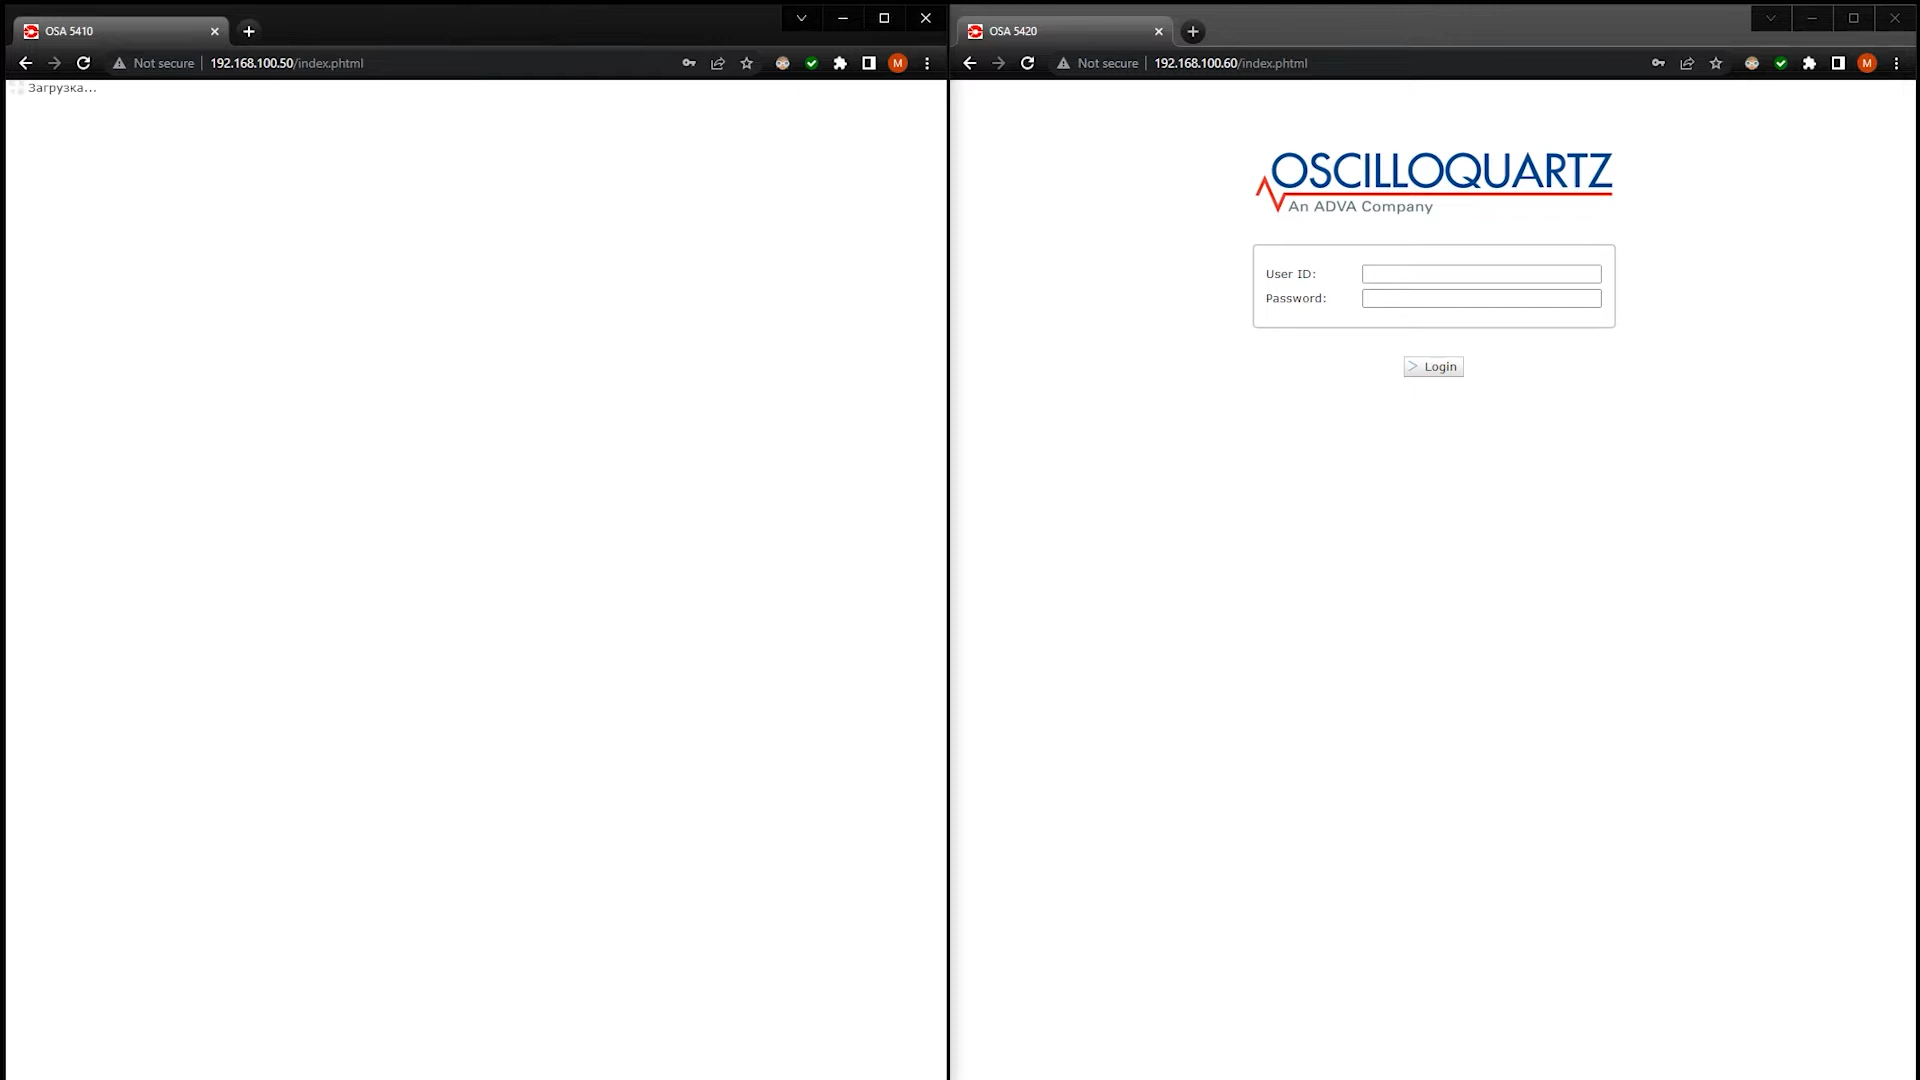 OSA 5410
Not secure
192.168.100.50/index.phtml
M
Загрузка...
OSA 5420
Not secure
192.168.100.60/index.phtml
M
OSCILLOQUARTZ
An ADVA Company
User ID:
Password:
> Login